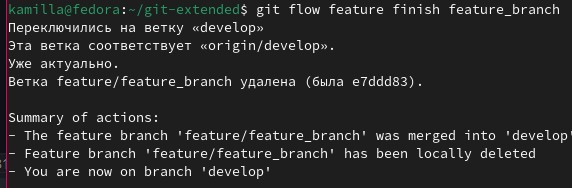 kamilla@fedora:~/git-extended$ git flow feature finish feature_branch
Переключились на ветку «develop»
Эта ветка соответствует «origin/develop».
Уже актуально.
Ветка feature/feature_branch удалена (была e7ddd83).
Summary of actions:
- The feature branch 'feature/feature_branch' was merged into 'develop'
- Feature branch 'feature/feature_branch' has been locally deleted
- You are now on branch 'develop'